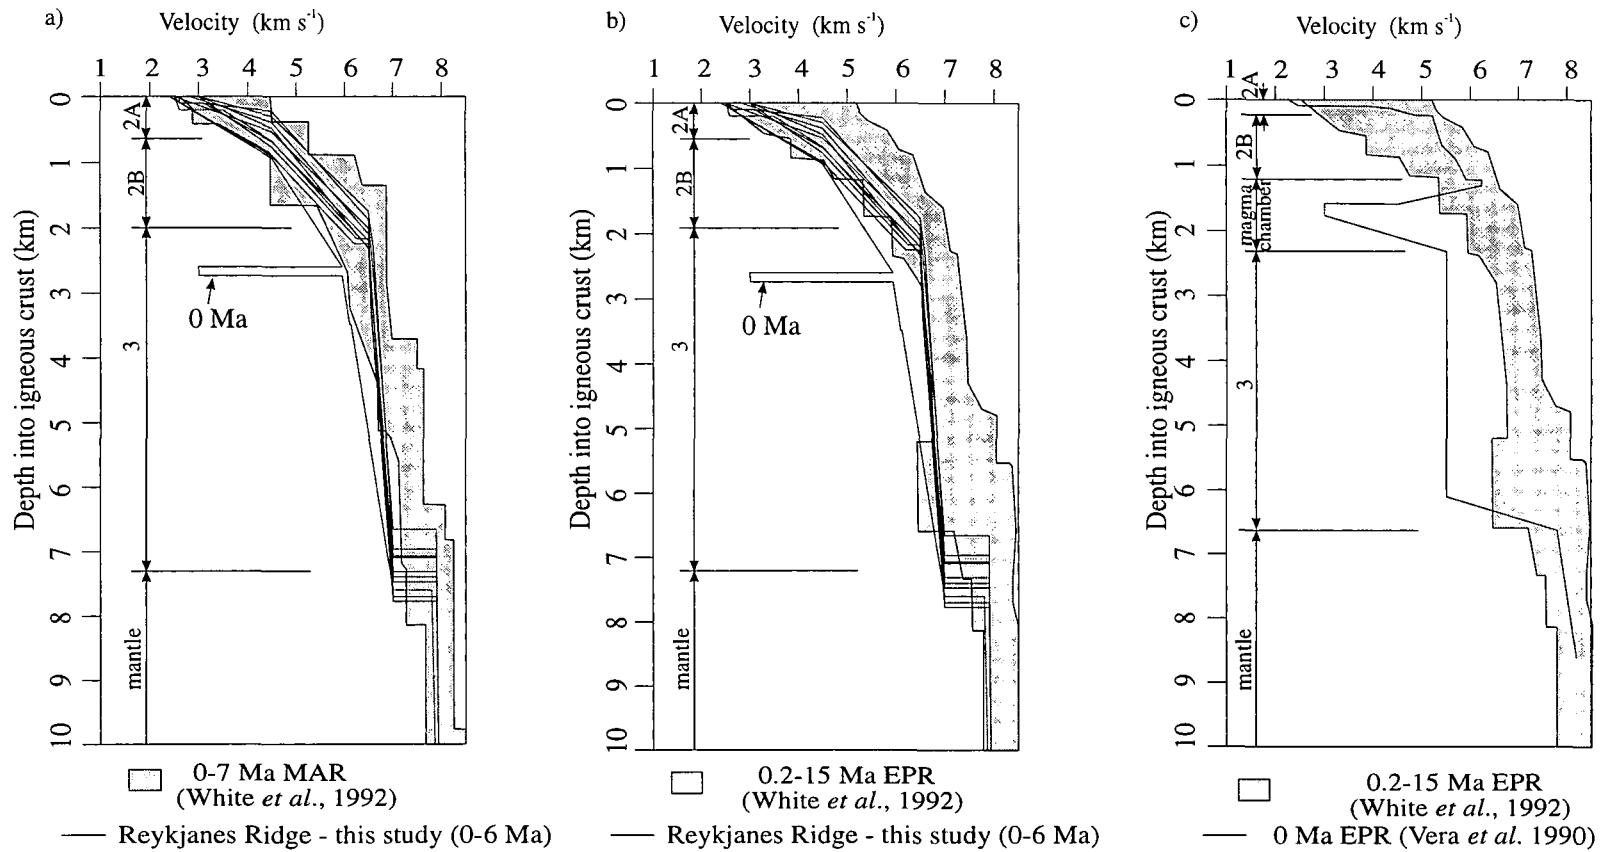 a)
Velocity (km s⁻¹)
1 2 3 4 5 6 7 8
Depth into igneous crust (km)
0
1
2
3
4
5
6
7
8
9
10
2A
2B
3
mantle
0 Ma
0-7 Ma MAR
(White et al., 1992)
Reykjanes Ridge - this study (0-6 Ma)
b)
Velocity (km s⁻¹)
1 2 3 4 5 6 7 8
Depth into igneous crust (km)
0
1
2
3
4
5
6
7
8
9
10
2A
2B
3
mantle
0 Ma
0.2-15 Ma EPR
(White et al., 1992)
Reykjanes Ridge - this study (0-6 Ma)
c)
Velocity (km s⁻¹)
1 2 3 4 5 6 7 8
Depth into igneous crust (km)
0
1
2
3
4
5
6
7
8
9
10
2A
2B
magma
chamber
3
mantle
0.2-15 Ma EPR
(White et al., 1992)
0 Ma EPR (Vera et al. 1990)